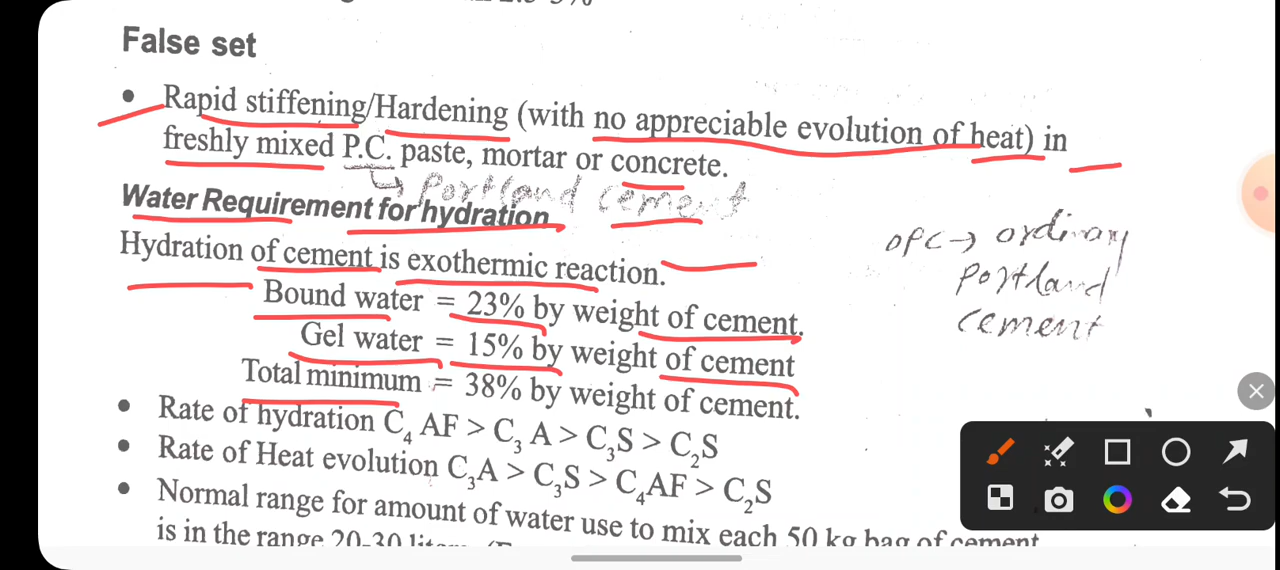 False set
• Rapid stiffening/Hardening (with no appreciable evolution of heat) in
freshly mixed P.C. paste, mortar or concrete.
↳ Portland cement
Water Requirement for hydration
Hydration of cement is exothermic reaction.
OPC → ordinary
Portland
cement
Bound water = 23% by weight of cement.
Gel water = 15% by weight of cement
Total minimum = 38% by weight of cement.
• Rate of hydration C₄ AF > C₃ A > C₃S > C₂S
• Rate of Heat evolution C₃A > C₃S > C₄AF > C₂S
• Normal range for amount of water use to mix each 50 kg bag of cement
is in the range 20-30